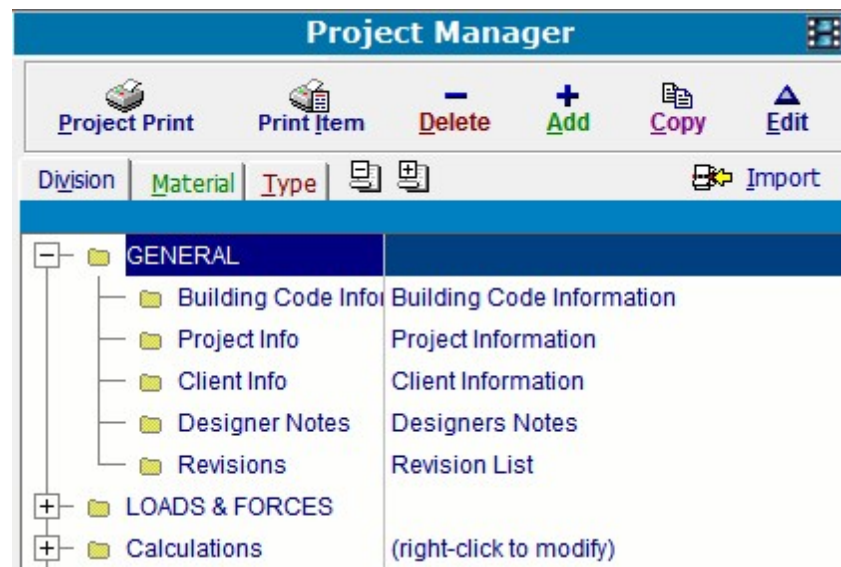 Project Manager
Project Print Print Item Delete Add Copy Edit
Division Material Type Import
GENERAL
Building Code Infor Building Code Information
Project Info Project Information
Client Info Client Information
Designer Notes Designers Notes
Revisions Revision List
LOADS & FORCES
Calculations (right-click to modify)